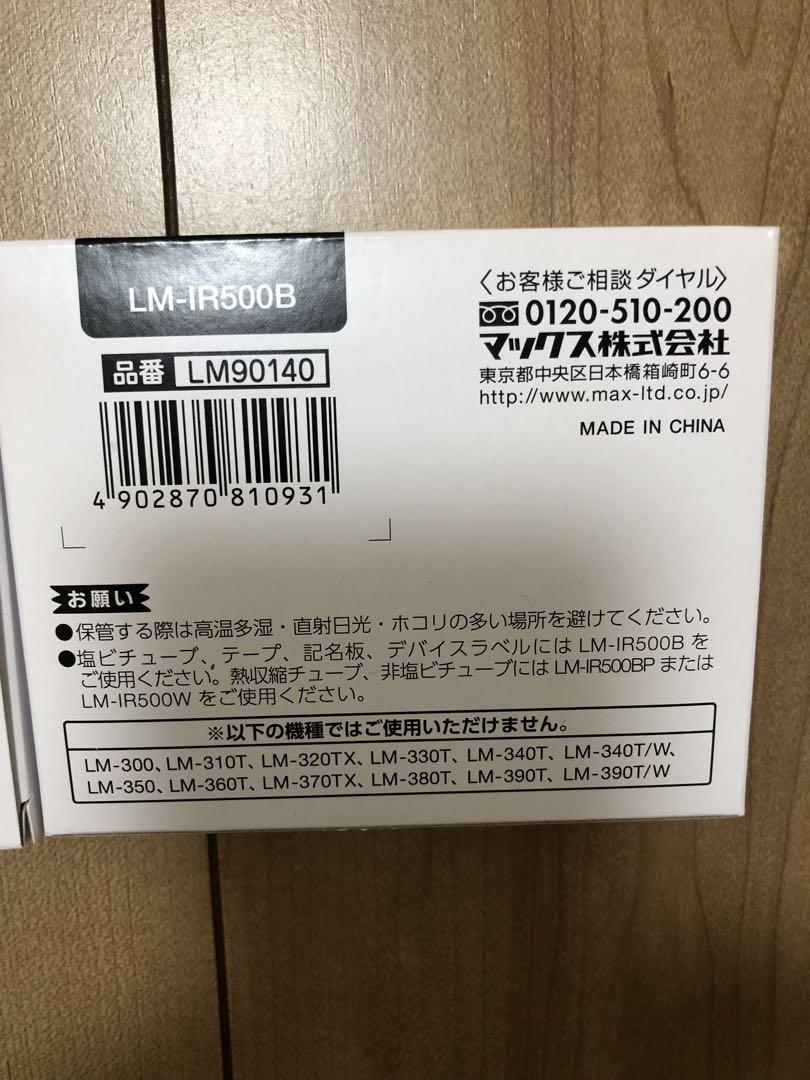 LM-IR500B
品番 LM90140
4 902870 810931
〈お客様ご相談ダイヤル〉
0120-510-200
マックス株式会社
東京都中央区日本橋箱崎町6-6
http://www.max-ltd.co.jp/
MADE IN CHINA
お願い
●保管する際は高温多湿・直射日光・ホコリの多い場所を避けてください。
●塩ビチューブ、テープ、記名板、デバイスラベルには LM-IR500B を
ご使用ください。熱収縮チューブ、非塩ビチューブには LM-IR500BP または
LM-IR500W をご使用ください。
※以下の機種ではご使用いただけません。
LM-300、LM-310T、LM-320TX、LM-330T、LM-340T、LM-340T/W、
LM-350、LM-360T、LM-370TX、LM-380T、LM-390T、LM-390T/W